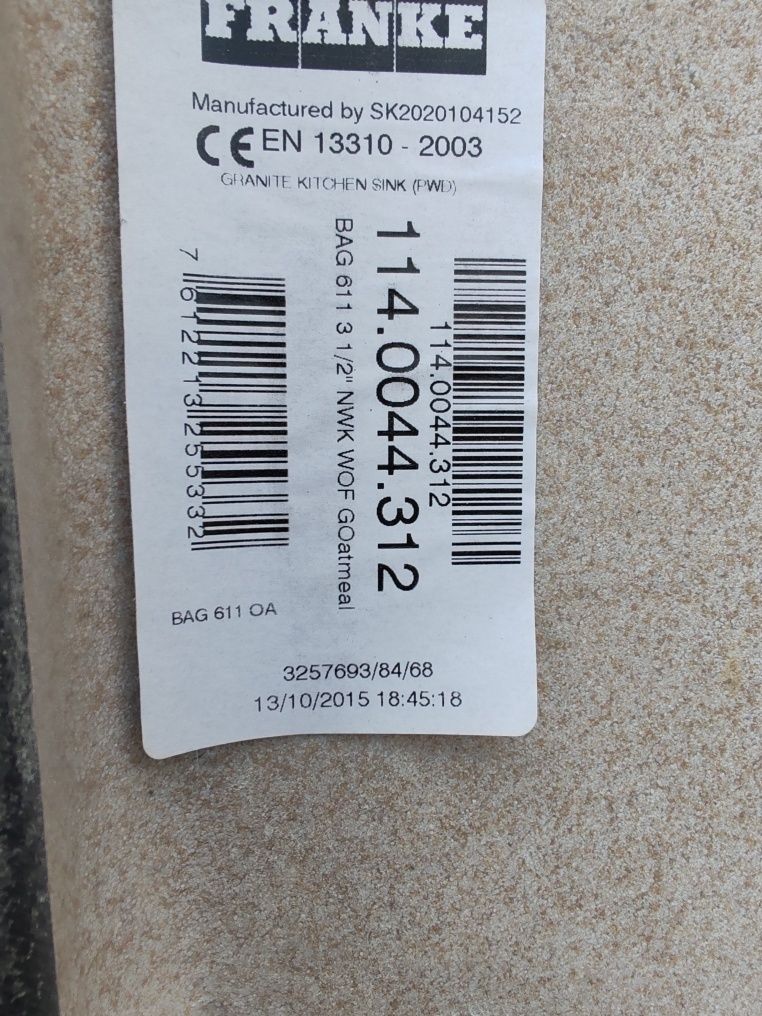 FRANKE
Manufactured by SK2020104152
CE EN 13310 - 2003
GRANITE KITCHEN SINK (PWD)
114.0044.312
114.0044.312
BAG 611 3 1/2" NWK WOF GOatmeal
7 612213 255332
BAG 611 OA
3257693/84/68
13/10/2015 18:45:18